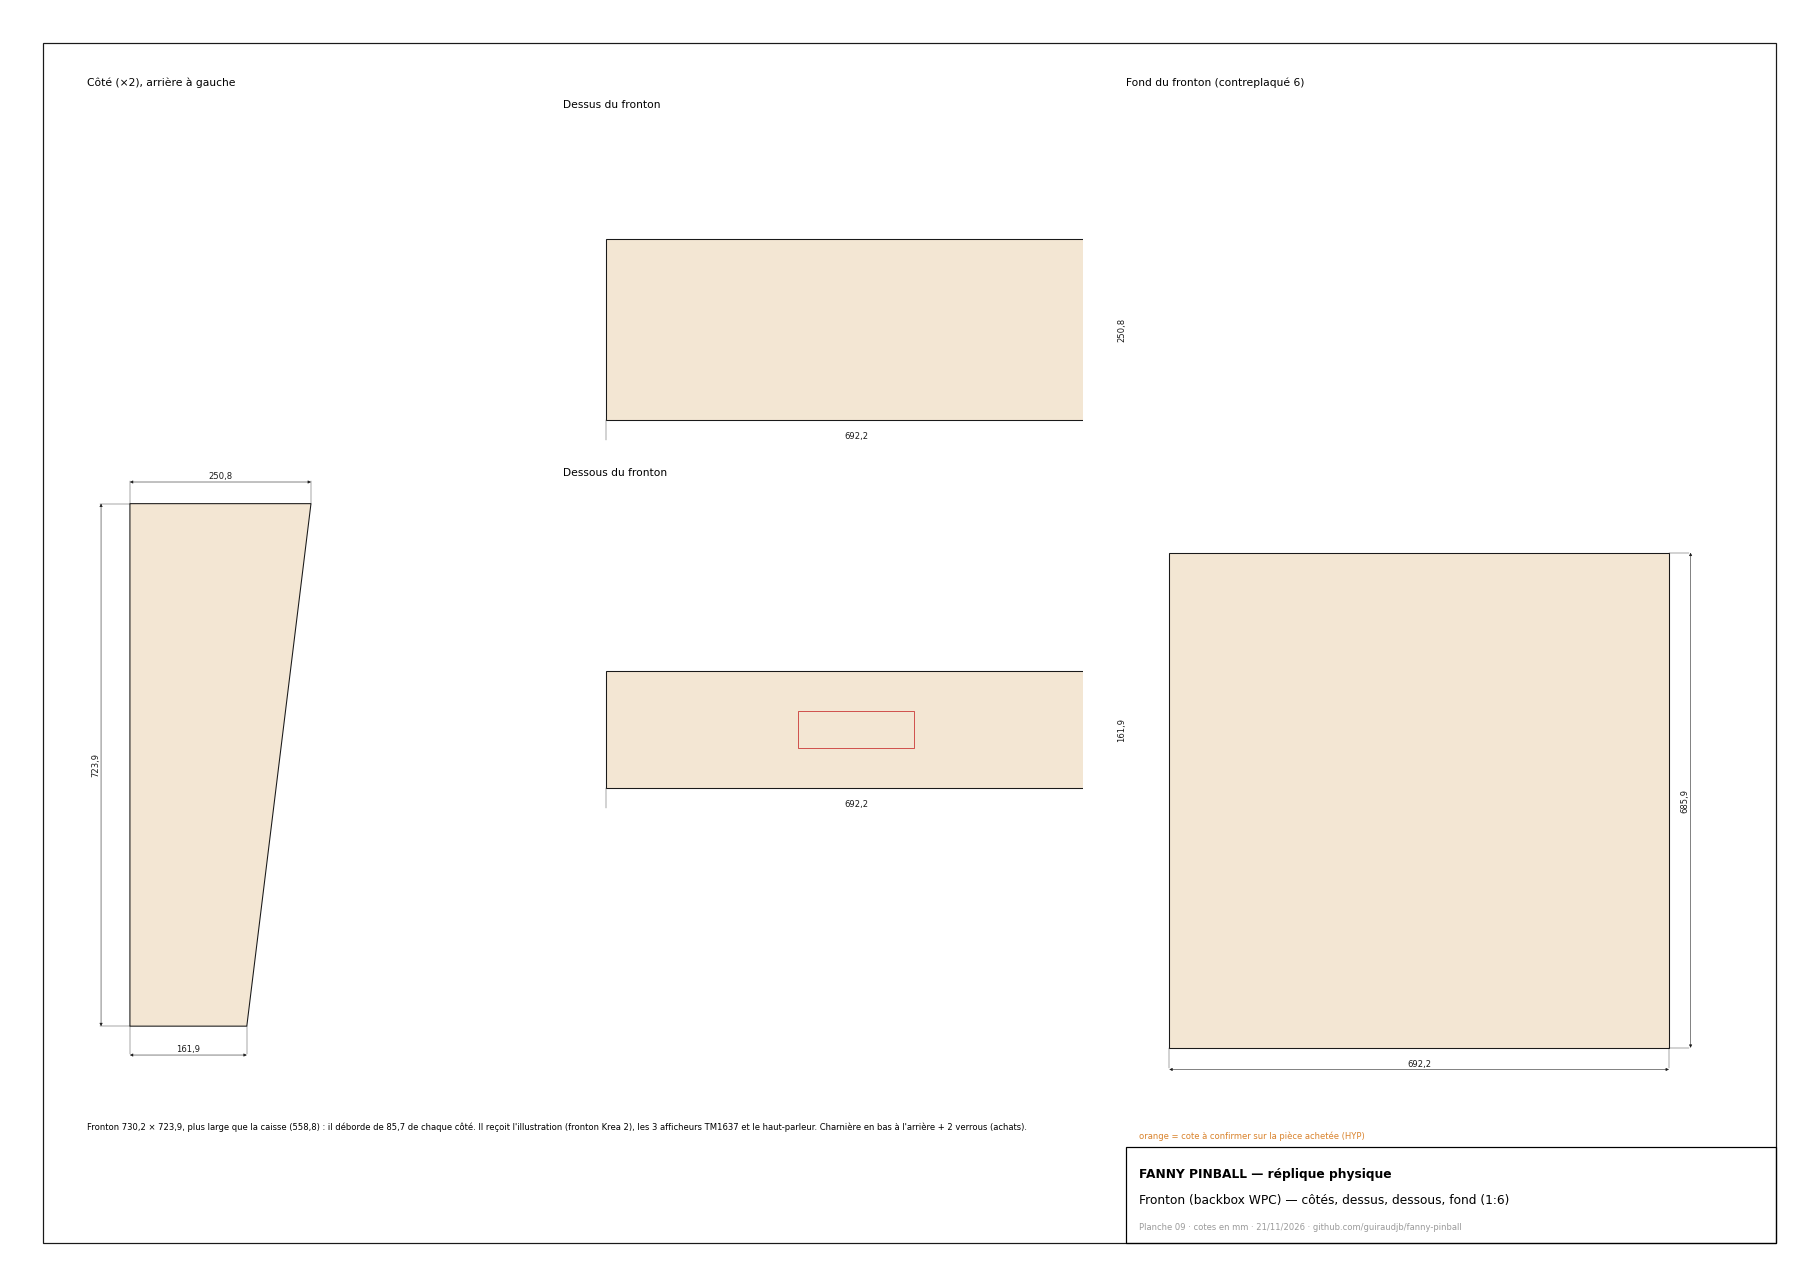 Côté (×2), arrière à gauche
Dessus du fronton
Fond du fronton (contreplaqué 6)
250,8
692,2
Dessous du fronton
250,8
723,9
161,9
161,9
692,2
685,9
692,2
Fronton 730,2 × 723,9, plus large que la caisse (558,8) : il déborde de 85,7 de chaque côté. Il reçoit l'illustration (fronton Krea 2), les 3 afficheurs TM1637 et le haut-parleur. Charnière en bas à l'arrière + 2 verrous (achats).
orange = cote à confirmer sur la pièce achetée (HYP)
FANNY PINBALL — réplique physique
Fronton (backbox WPC) — côtés, dessus, dessous, fond (1:6)
Planche 09 · cotes en mm · 21/11/2026 · github.com/guiraudjb/fanny-pinball